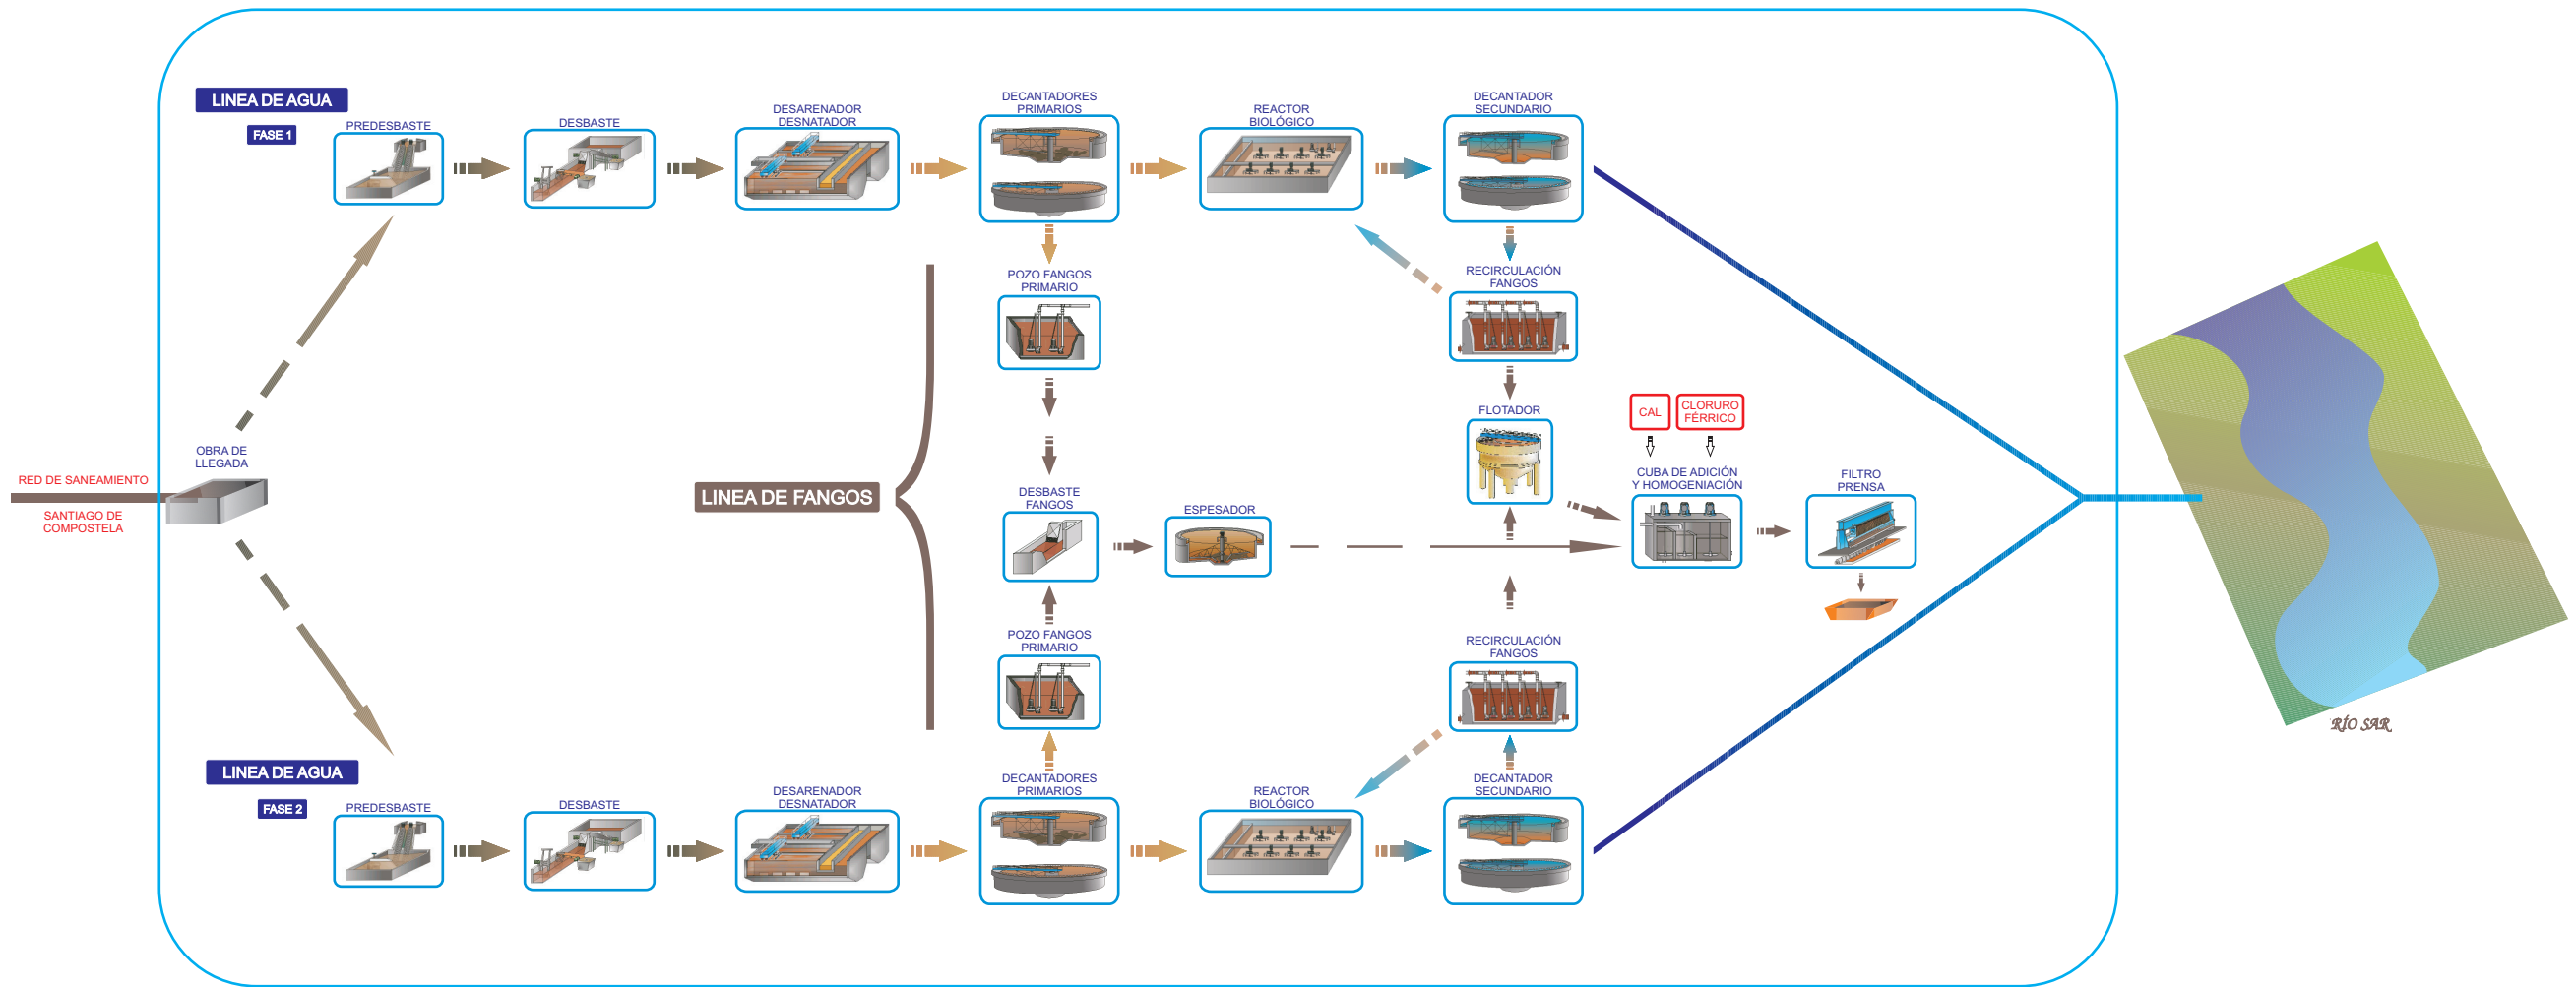 LINEA DE AGUA
FASE 1
PREDESBASTE
DESBASTE
DESARENADOR
DESNATADOR
DECANTADORES
PRIMARIOS
REACTOR
BIOLÓGICO
DECANTADOR
SECUNDARIO
POZO FANGOS
PRIMARIO
RECIRCULACIÓN
FANGOS
OBRA DE
LLEGADA
RED DE SANEAMIENTO
SANTIAGO DE
COMPOSTELA
LINEA DE FANGOS
DESBASTE
FANGOS
ESPESADOR
FLOTADOR
CAL
CLORURO
FÉRRICO
CUBA DE ADICIÓN
Y HOMOGENIACIÓN
FILTRO
PRENSA
POZO FANGOS
PRIMARIO
RECIRCULACIÓN
FANGOS
RÍO SAR
LINEA DE AGUA
FASE 2
PREDESBASTE
DESBASTE
DESARENADOR
DESNATADOR
DECANTADORES
PRIMARIOS
REACTOR
BIOLÓGICO
DECANTADOR
SECUNDARIO